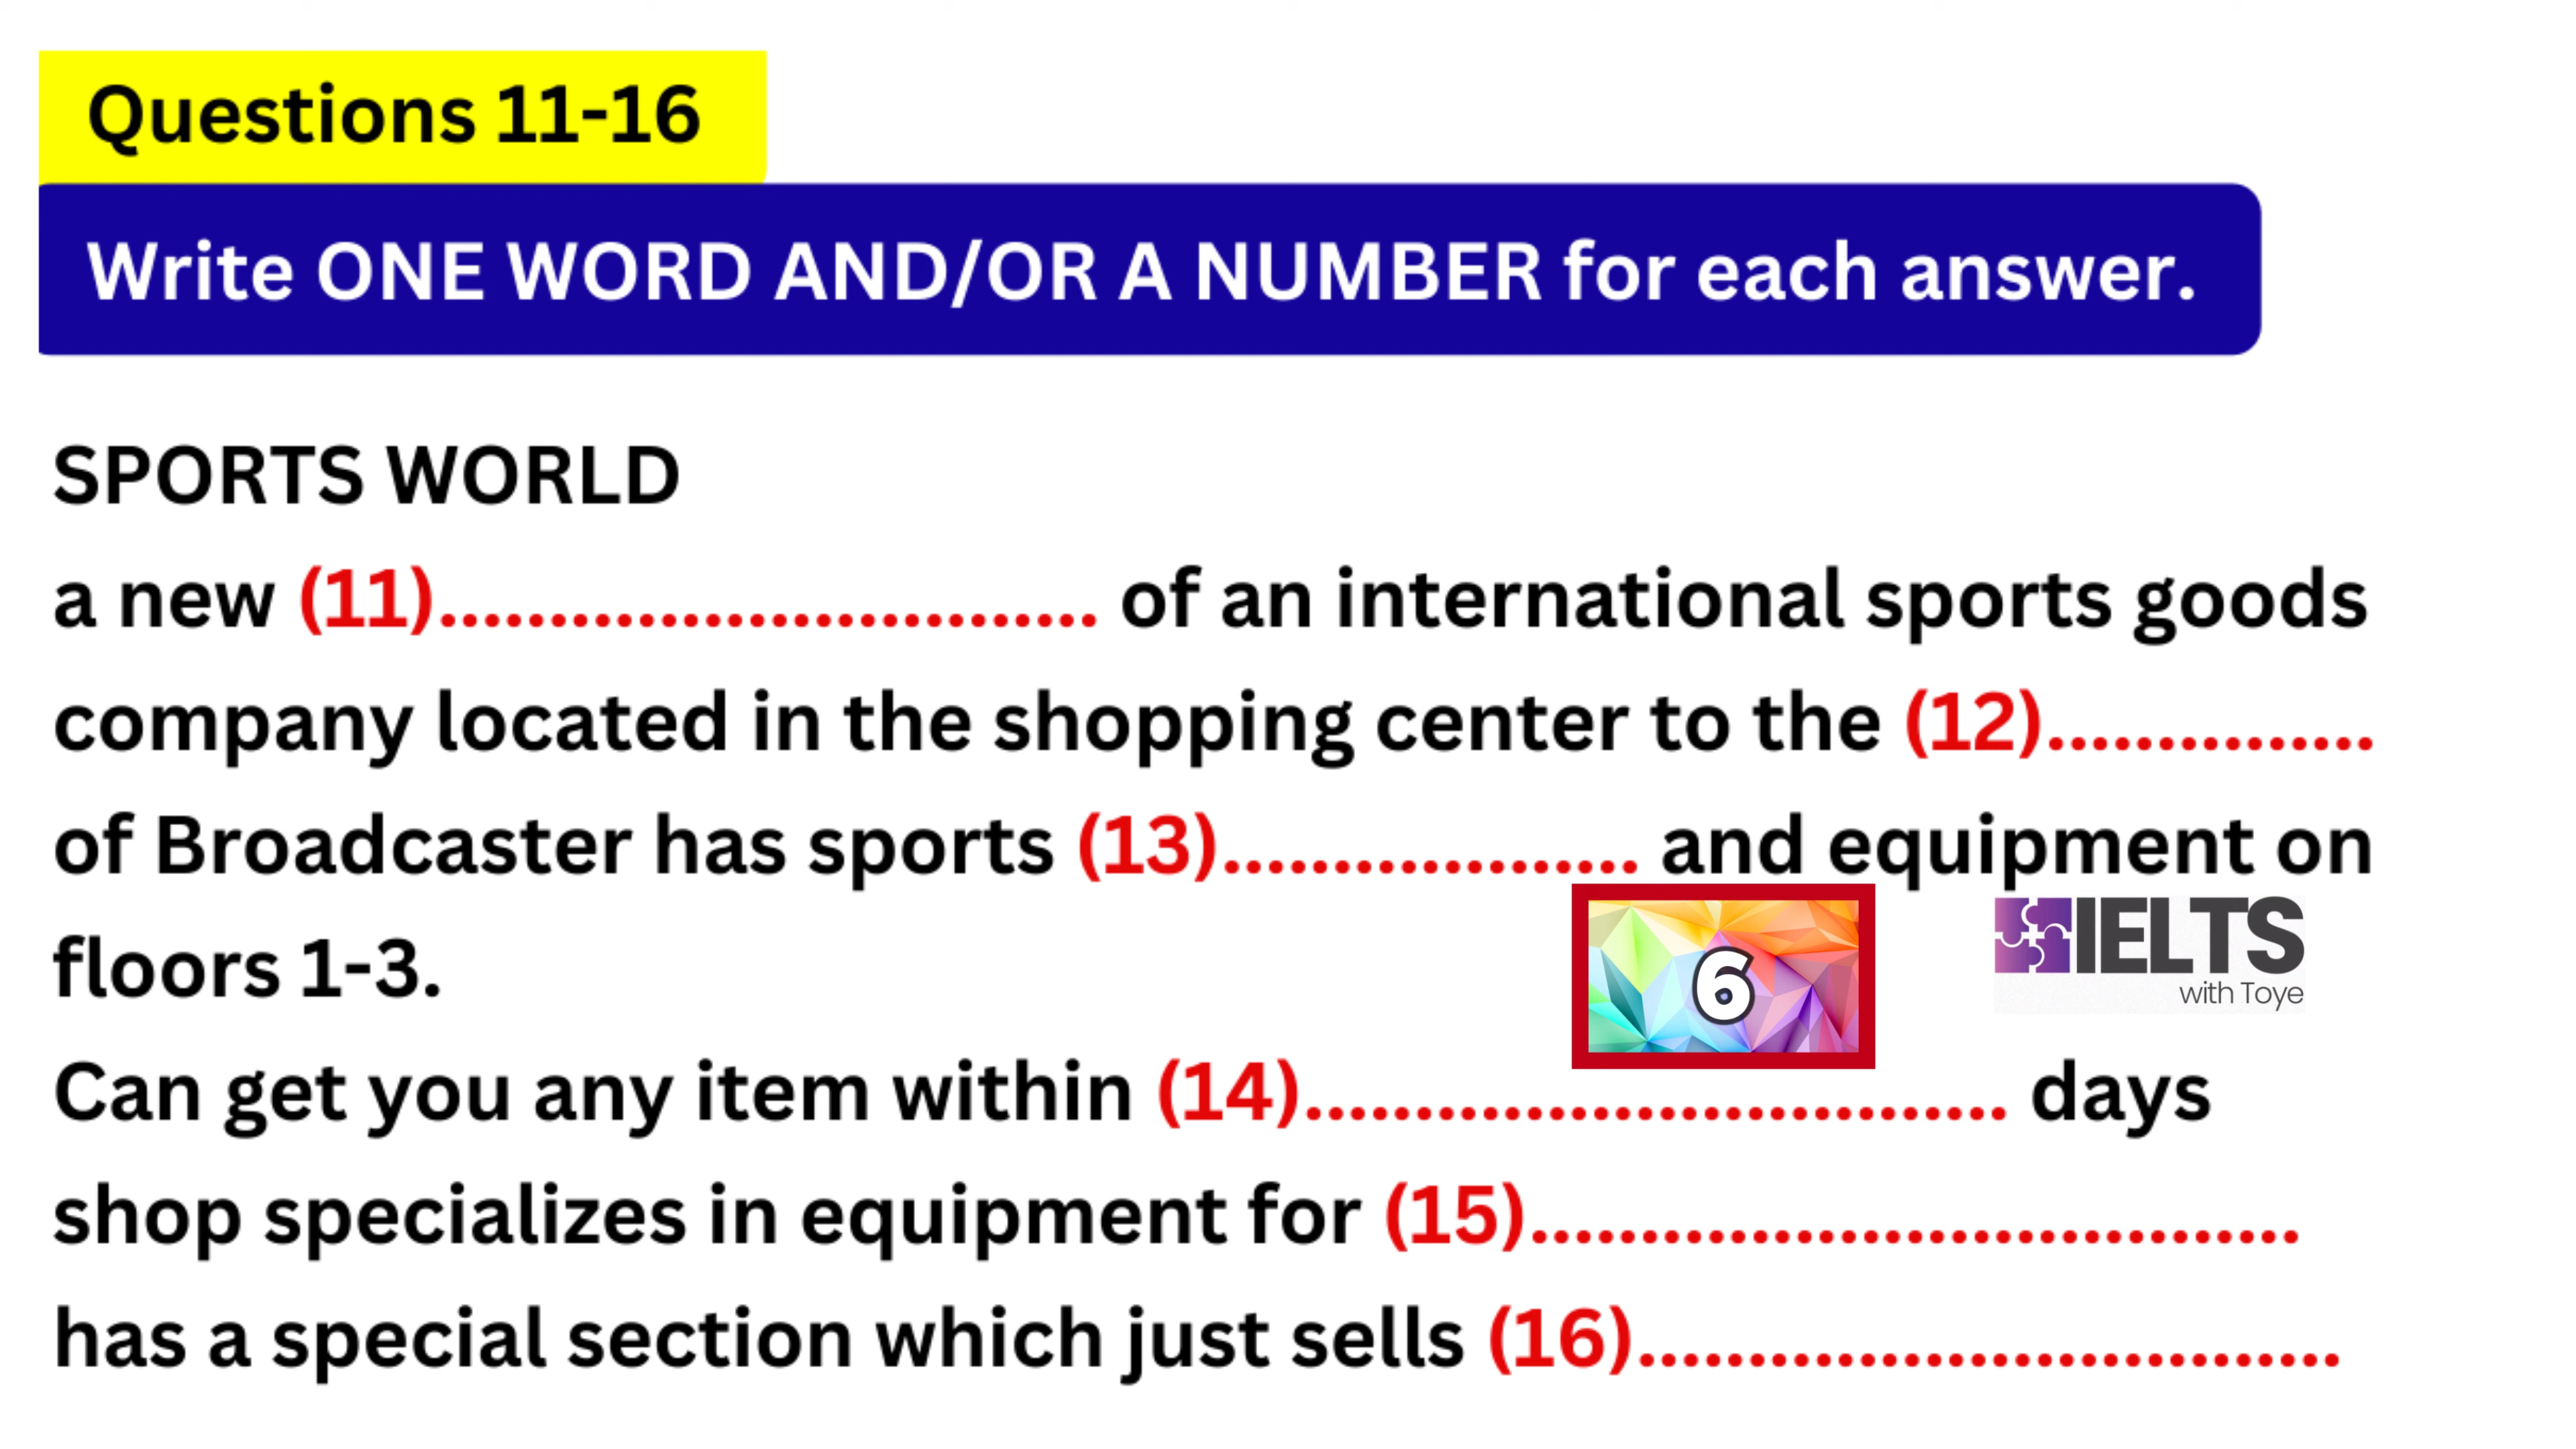 Questions 11-16
Write ONE WORD AND/OR A NUMBER for each answer.
SPORTS WORLD
a new (11).............................. of an international sports goods
company located in the shopping center to the (12)...............
of Broadcaster has sports (13)................... and equipment on
floors 1-3.
6
IELTS
with Toye
Can get you any item within (14)................................ days
shop specializes in equipment for (15)...................................
has a special section which just sells (16)................................